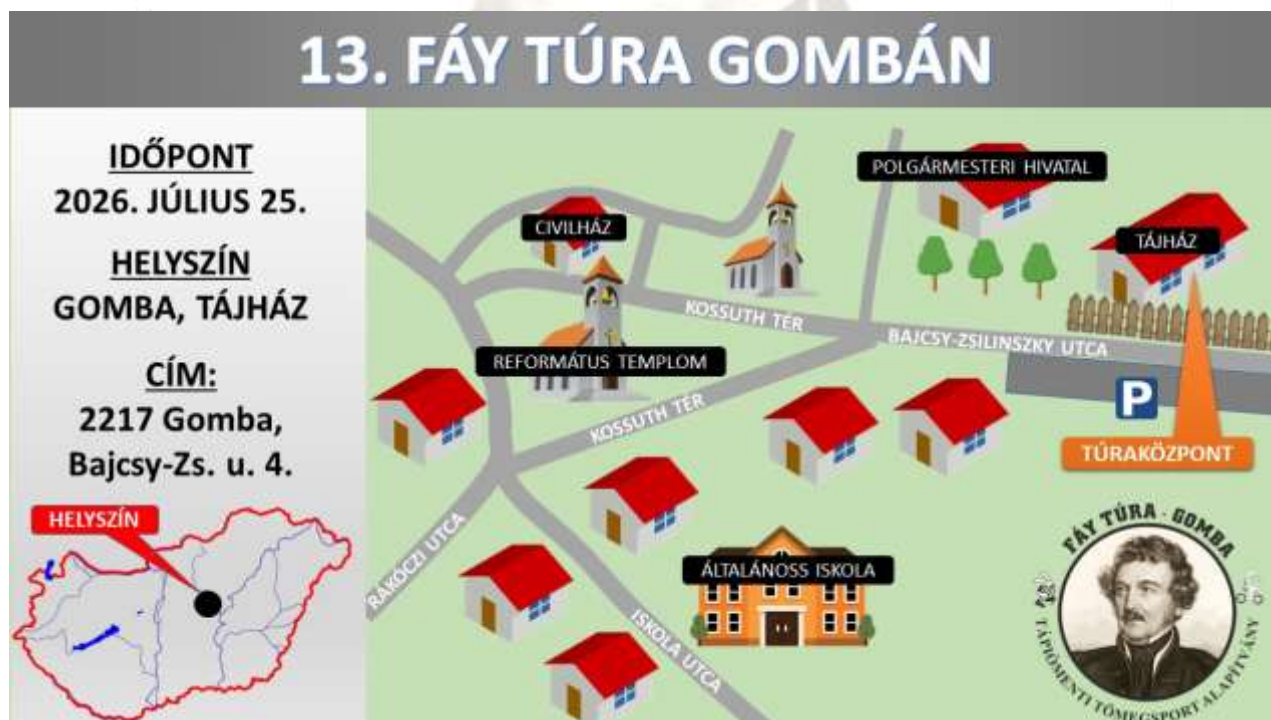 13. FÁY TÚRA GOMBÁN
IDŐPONT
2026. JÚLIUS 25.
HELYSZÍN
GOMBA, TÁJHÁZ
CÍM:
2217 Gomba,
Bajcsy-Zs. u. 4.
HELYSZÍN
POLGÁRMESTERI HIVATAL
CIVILHÁZ
TÁJHÁZ
KOSSUTH TÉR
BAJCSY-ZSILINSZKY UTCA
REFORMÁTUS TEMPLOM
KOSSUTH TÉR
P
TÚRAKÖZPONT
RÁKÓCZI UTCA
ÁLTALÁNOSS ISKOLA
ISKOLA UTCA
FÁY TÚRA - GOMBA
TÁPIÓMENTI TÖMEGSPORT ALAPÍTVÁNY